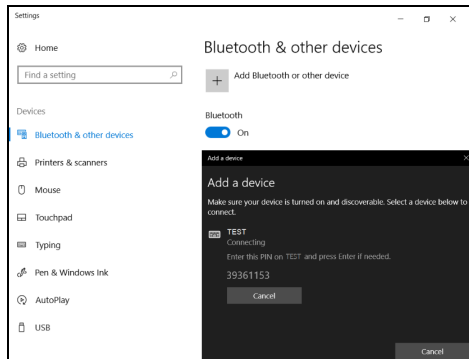 Settings
Home
Find a setting
Devices
Bluetooth & other devices
Printers & scanners
Mouse
Touchpad
Typing
Pen & Windows Ink
AutoPlay
USB
Bluetooth & other devices
Add Bluetooth or other device
Bluetooth
On
Add a device
Add a device
Make sure your device is turned on and discoverable. Select a device below to
connect.
TEST
Connecting
Enter this PIN on TEST and press Enter if needed.
39361153
Cancel
Cancel